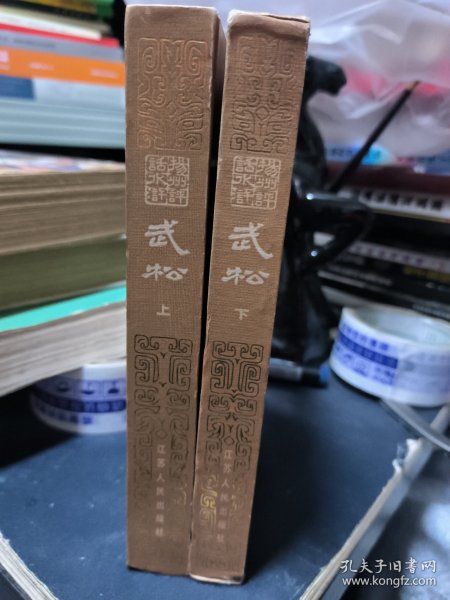 扬州评
话水浒
武松
上
江苏人民出版社
扬州评
话水浒
武松
下
江苏人民出版社
孔夫子旧书网
www.kongfz.com